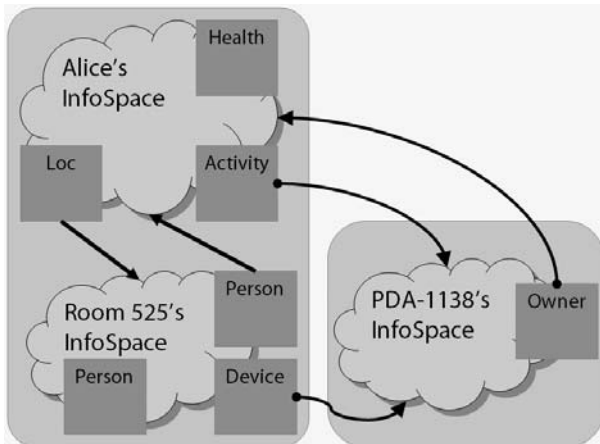 Health
Alice's
InfoSpace
Loc
Activity
Person
Room 525's
InfoSpace
Person
Device
PDA-1138's
InfoSpace
Owner